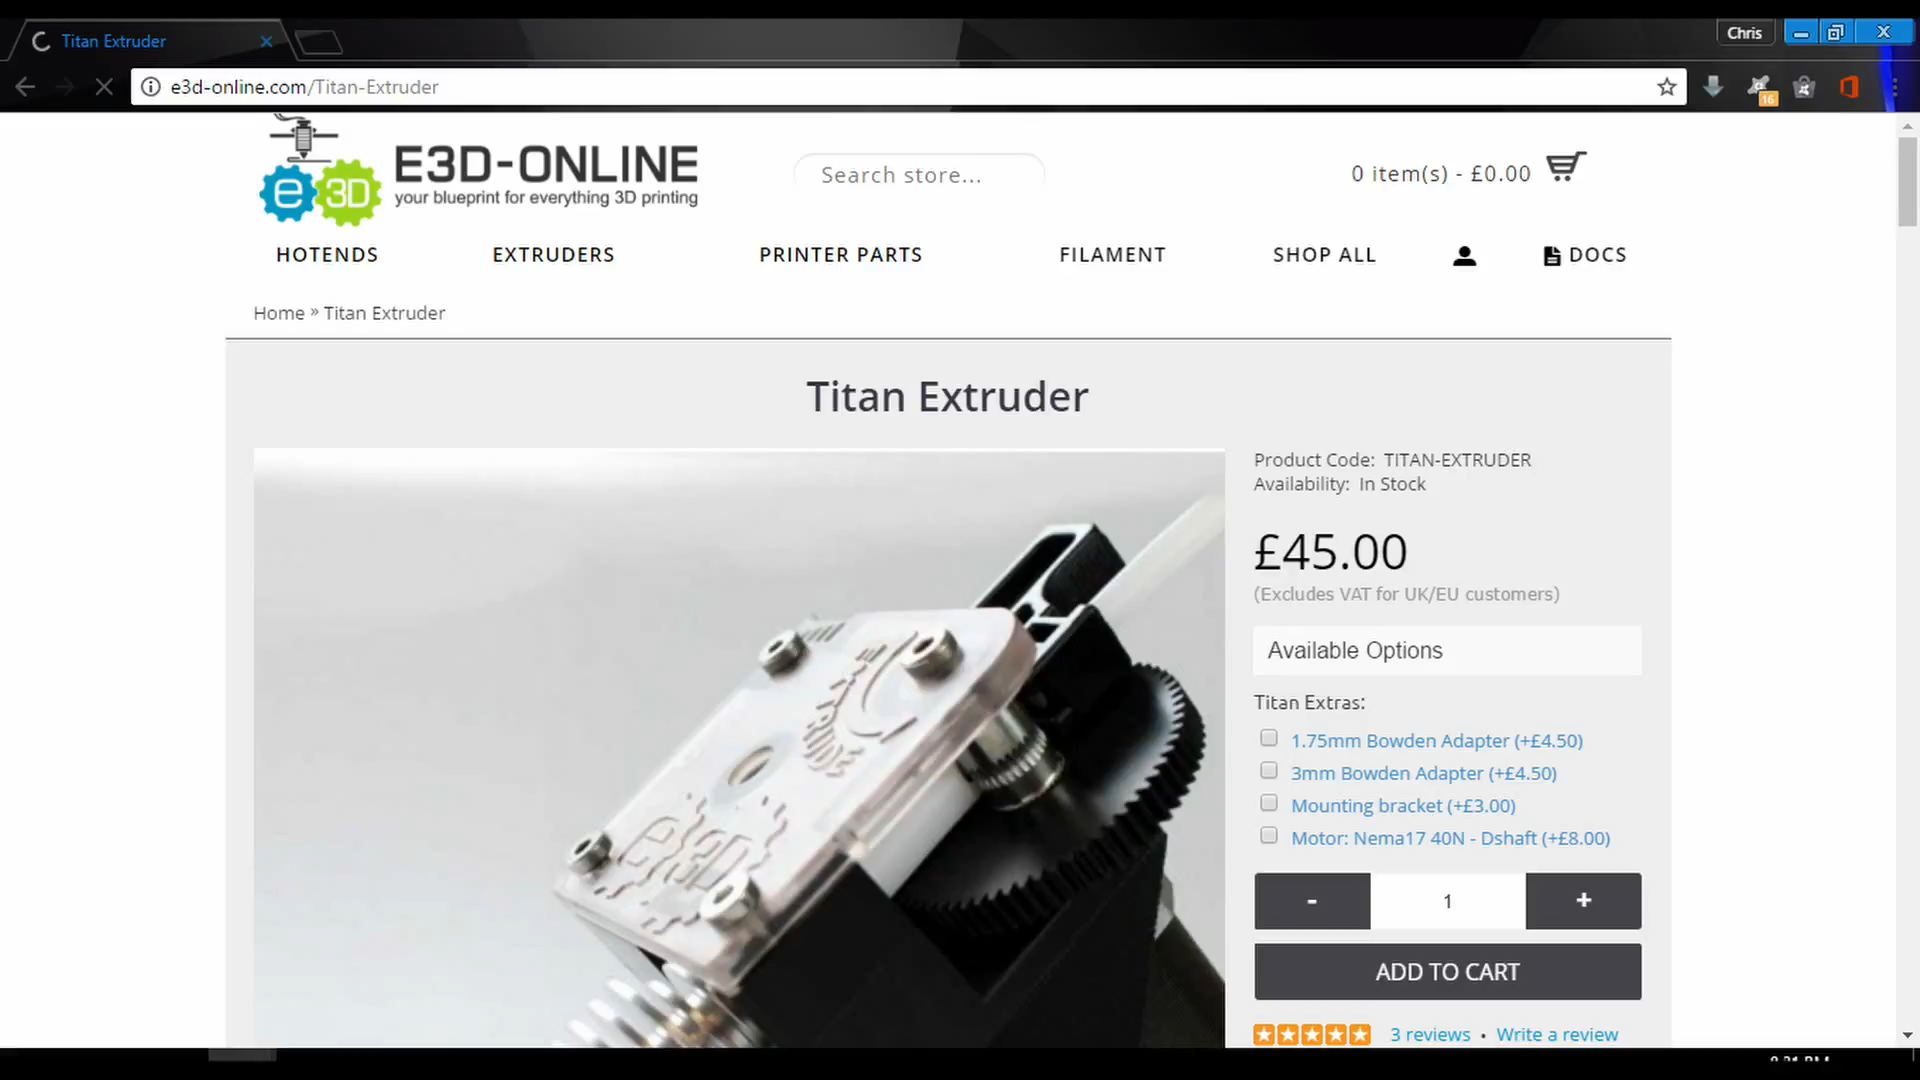 Titan Extruder
Chris
e3d-online.com/Titan-Extruder
16
e3D
E3D-ONLINE
your blueprint for everything 3D printing
Search store...
0 item(s) - £0.00
HOTENDS EXTRUDERS PRINTER PARTS FILAMENT SHOP ALL DOCS
Home » Titan Extruder
Titan Extruder
Product Code: TITAN-EXTRUDER
Availability: In Stock
£45.00
(Excludes VAT for UK/EU customers)
Available Options
Titan Extras:
1.75mm Bowden Adapter (+£4.50)
3mm Bowden Adapter (+£4.50)
Mounting bracket (+£3.00)
Motor: Nema17 40N - Dshaft (+£8.00)
- 1 +
ADD TO CART
3 reviews • Write a review
e3D